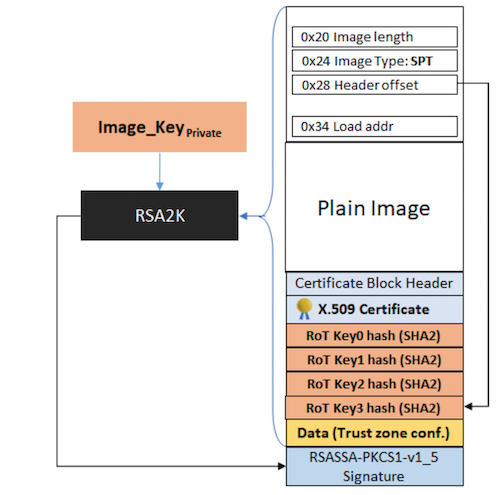 0x20 Image length
0x24 Image Type: SPT
0x28 Header offset
0x34 Load addr
Image_Key Private
RSA2K
Plain Image
Certificate Block Header
X.509 Certificate
RoT Key0 hash (SHA2)
RoT Key1 hash (SHA2)
RoT Key2 hash (SHA2)
RoT Key3 hash (SHA2)
Data (Trust zone conf.)
RSASSA-PKCS1-v1_5
Signature